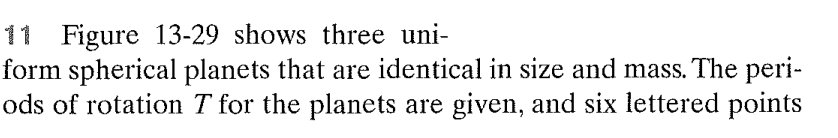 11 Figure 13-29 shows three uni-
form spherical planets that are identical in size and mass. The peri-
ods of rotation T for the planets are given, and six lettered points